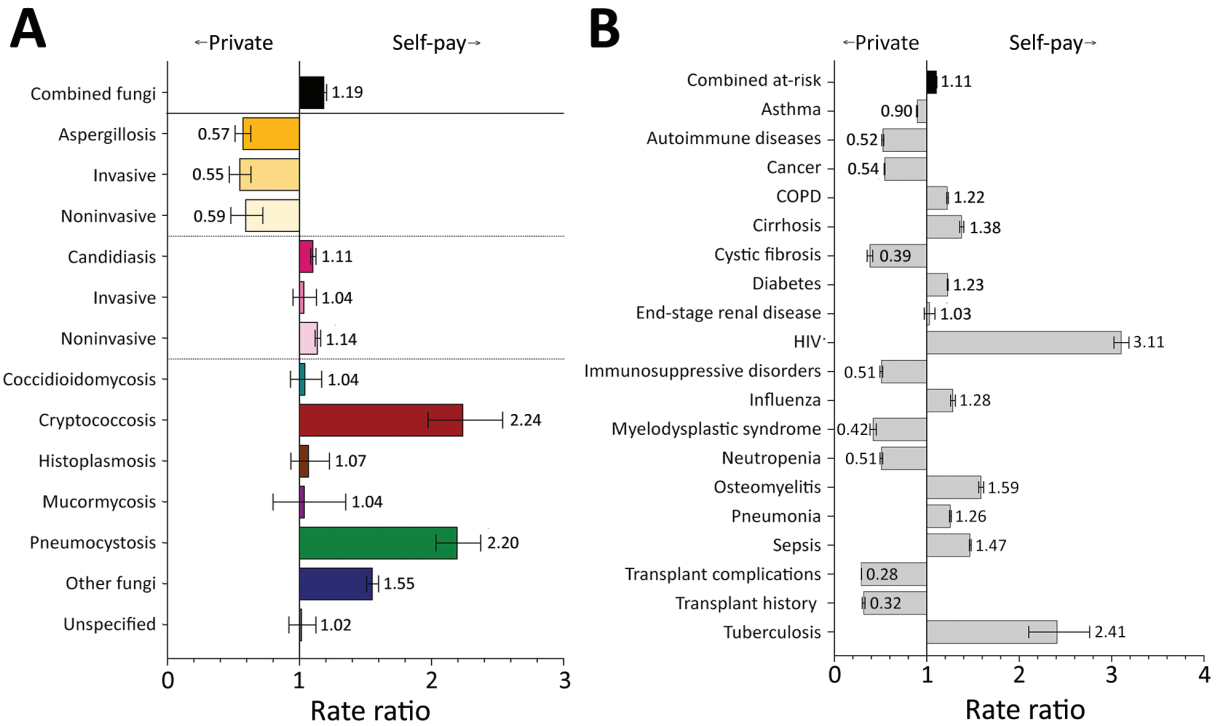 A
←Private Self-pay→
Combined fungi 1.19
Aspergillosis 0.57
Invasive 0.55
Noninvasive 0.59
Candidiasis 1.11
Invasive 1.04
Noninvasive 1.14
Coccidioidomycosis 1.04
Cryptococcosis 2.24
Histoplasmosis 1.07
Mucormycosis 1.04
Pneumocystosis 2.20
Other fungi 1.55
Unspecified 1.02
0 1 2 3
Rate ratio
B
←Private Self-pay→
Combined at-risk 1.11
Asthma 0.90
Autoimmune diseases 0.52
Cancer 0.54
COPD 1.22
Cirrhosis 1.38
Cystic fibrosis 0.39
Diabetes 1.23
End-stage renal disease 1.03
HIV 3.11
Immunosuppressive disorders 0.51
Influenza 1.28
Myelodysplastic syndrome 0.42
Neutropenia 0.51
Osteomyelitis 1.59
Pneumonia 1.26
Sepsis 1.47
Transplant complications 0.28
Transplant history 0.32
Tuberculosis 2.41
0 1 2 3 4
Rate ratio